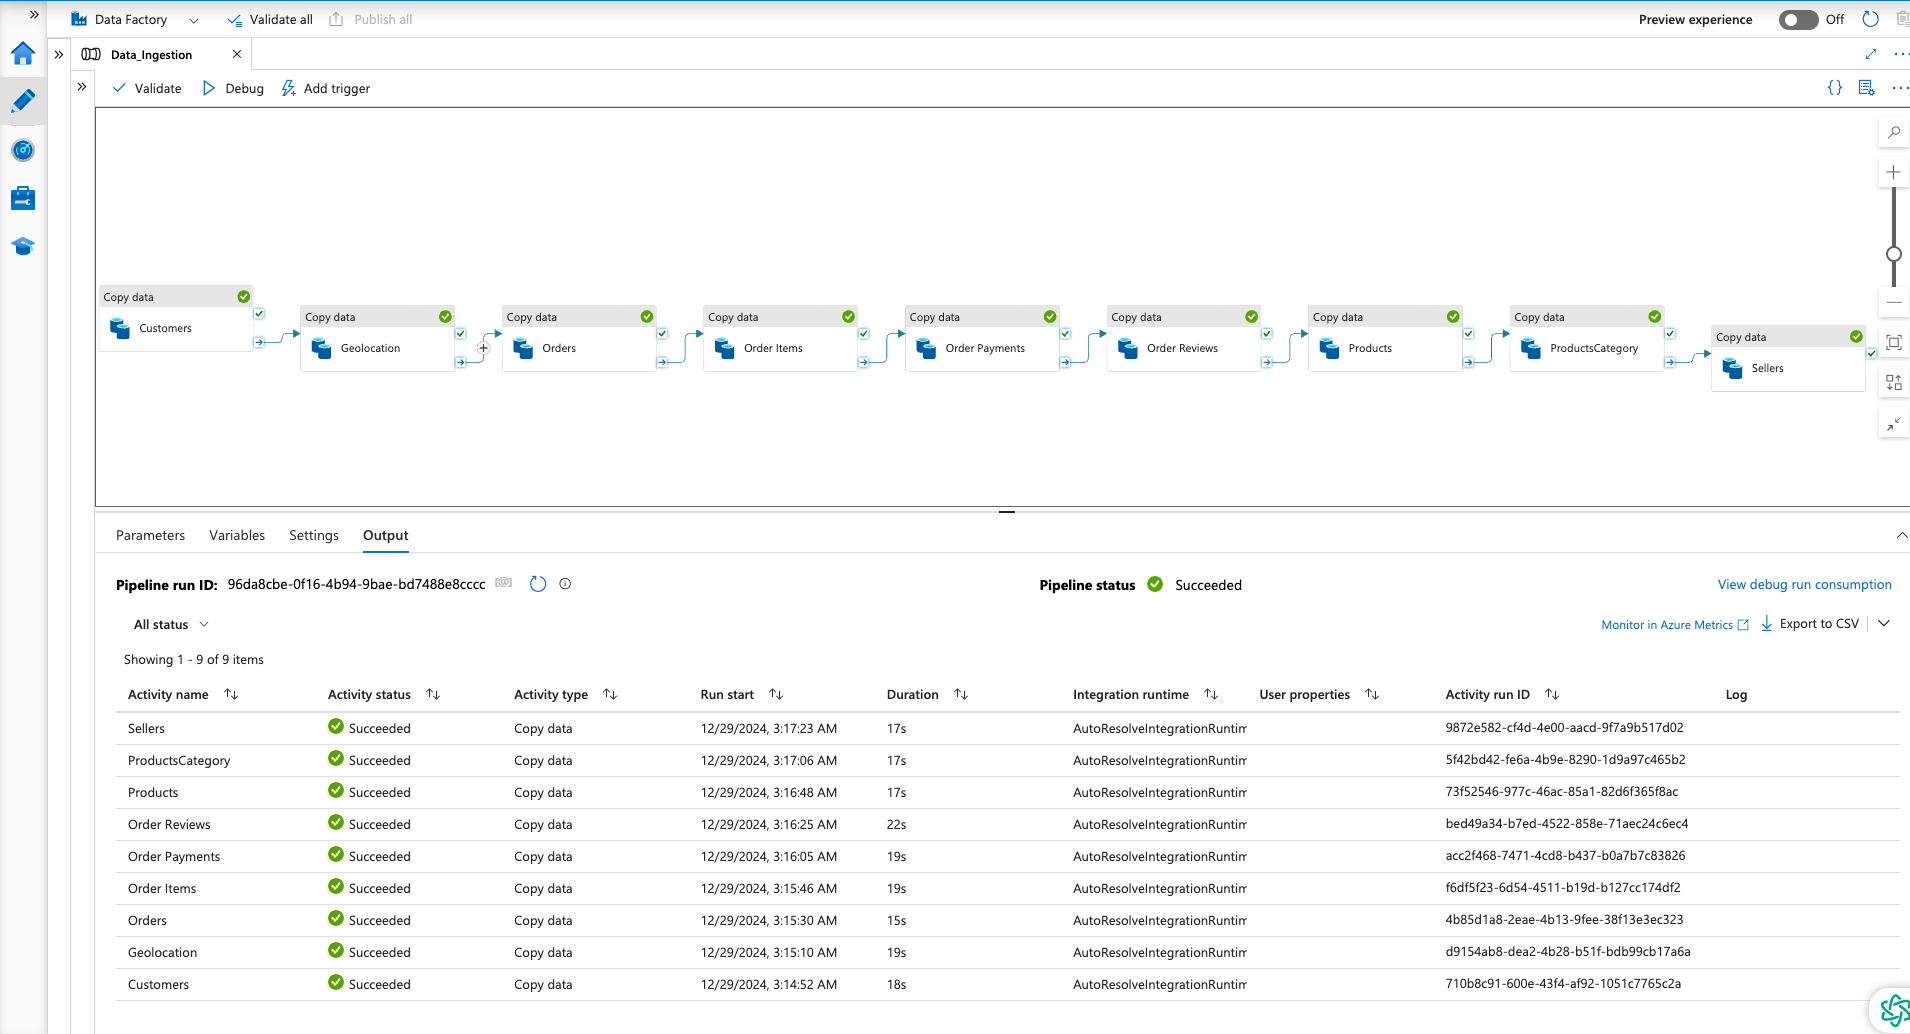 Data Factory Validate all Publish all Preview experience Off
Data_Ingestion
Validate Debug Add trigger
Copy data
Customers
Copy data
Geolocation
Copy data
Orders
Copy data
Order Items
Copy data
Order Payments
Copy data
Order Reviews
Copy data
Products
Copy data
ProductsCategory
Copy data
Sellers
Parameters Variables Settings Output
Pipeline run ID: 96da8cbe-0f16-4b94-9bae-bd7488e8cccc Pipeline status Succeeded View debug run consumption
All status Monitor in Azure Metrics Export to CSV
Showing 1 - 9 of 9 items
Activity name Activity status Activity type Run start Duration Integration runtime User properties Activity run ID Log
Sellers Succeeded Copy data 12/29/2024, 3:17:23 AM 17s AutoResolveIntegrationRuntim 9872e582-cf4d-4e00-aacd-9f7a9b517d02
ProductsCategory Succeeded Copy data 12/29/2024, 3:17:06 AM 17s AutoResolveIntegrationRuntim 5f42bd42-fe6a-4b9e-8290-1d9a97c465b2
Products Succeeded Copy data 12/29/2024, 3:16:48 AM 17s AutoResolveIntegrationRuntim 73f52546-977c-46ac-85a1-82d6f365f8ac
Order Reviews Succeeded Copy data 12/29/2024, 3:16:25 AM 22s AutoResolveIntegrationRuntim bed49a34-b7ed-4522-858e-71aec24c6ec4
Order Payments Succeeded Copy data 12/29/2024, 3:16:05 AM 19s AutoResolveIntegrationRuntim acc2f468-7471-4cd8-b437-b0a7b7c83826
Order Items Succeeded Copy data 12/29/2024, 3:15:46 AM 19s AutoResolveIntegrationRuntim f6df5f23-6d54-4511-b19d-b127cc174df2
Orders Succeeded Copy data 12/29/2024, 3:15:30 AM 15s AutoResolveIntegrationRuntim 4b85d1a8-2eae-4b13-9fee-38f13e3ec323
Geolocation Succeeded Copy data 12/29/2024, 3:15:10 AM 19s AutoResolveIntegrationRuntim d9154ab8-dea2-4b28-b51f-bdb99cb17a6a
Customers Succeeded Copy data 12/29/2024, 3:14:52 AM 18s AutoResolveIntegrationRuntim 710b8c91-600e-43f4-af92-1051c7765c2a